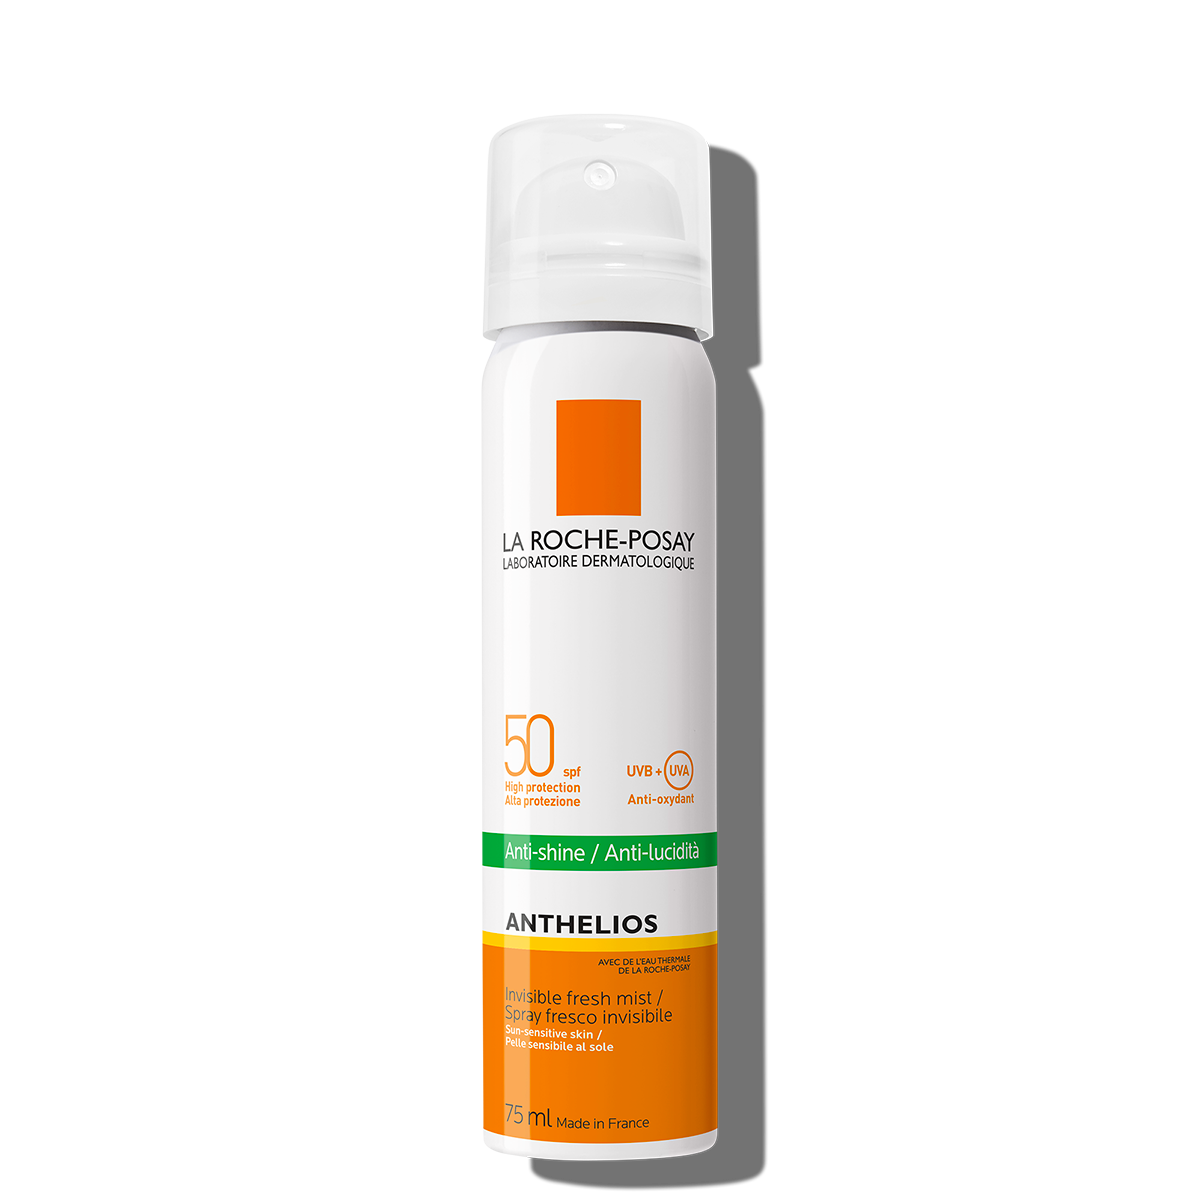 LA ROCHE-POSAY
LABORATOIRE DERMATOLOGIQUE
50 spf
High protection
Alta protezione
UVB + UVA
Anti-oxydant
Anti-shine / Anti-lucidità
ANTHELIOS
AVEC DE L'EAU THERMALE
DE LA ROCHE-POSAY
Invisible fresh mist /
Spray fresco invisibile
Sun-sensitive skin /
Pelle sensibile al sole
75 ml Made in France